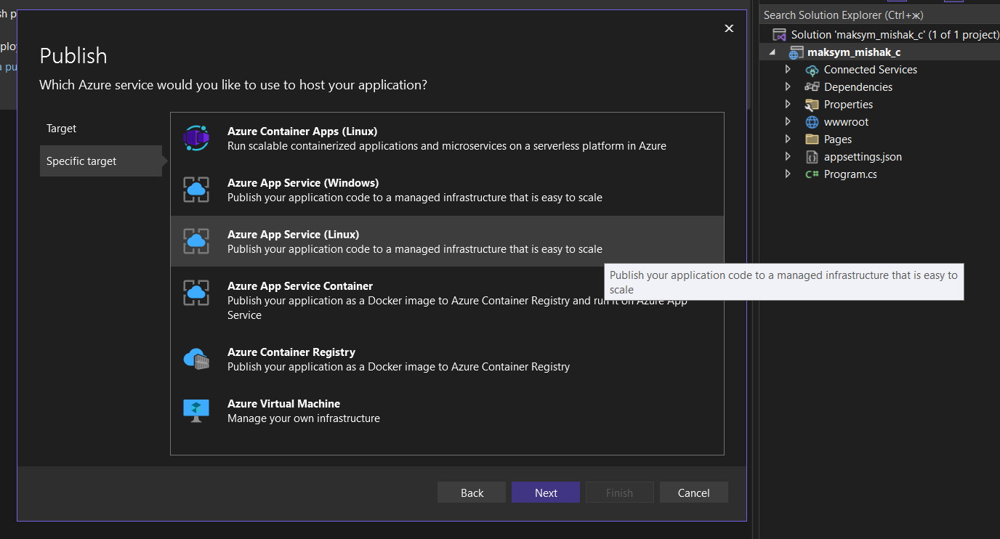 Publish
Which Azure service would you like to use to host your application?
Target
Specific target
Azure Container Apps (Linux)
Run scalable containerized applications and microservices on a serverless platform in Azure
Azure App Service (Windows)
Publish your application code to a managed infrastructure that is easy to scale
Azure App Service (Linux)
Publish your application code to a managed infrastructure that is easy to scale
Publish your application code to a managed infrastructure that is easy to
scale
Azure App Service Container
Publish your application as a Docker image to Azure Container Registry and run it on Azure App
Service
Azure Container Registry
Publish your application as a Docker image to Azure Container Registry
Azure Virtual Machine
Manage your own infrastructure
Back
Next
Finish
Cancel
Search Solution Explorer (Ctrl+ж)
Solution 'maksym_mishak_c' (1 of 1 project)
maksym_mishak_c
Connected Services
Dependencies
Properties
wwwroot
Pages
appsettings.json
C# Program.cs